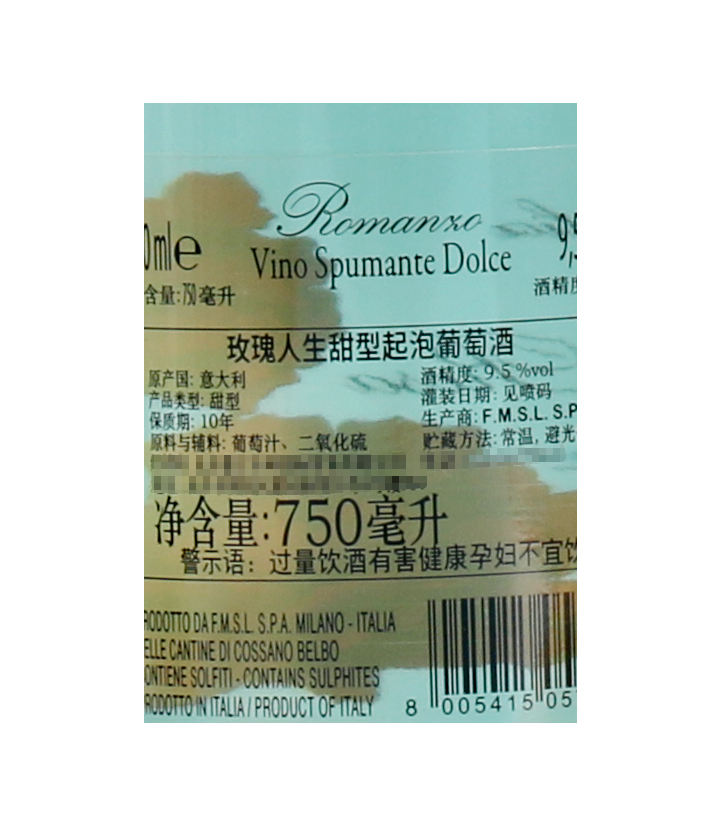 Romanzo
0mle
Vino Spumante Dolce
9,5
含量:750毫升
酒精度
玫瑰人生甜型起泡葡萄酒
原产国: 意大利
酒精度: 9.5 %vol
产品类型: 甜型
灌装日期: 见喷码
保质期: 10年
生产商: F.M.S.L. S.P
原料与辅料: 葡萄汁、二氧化硫
贮藏方法: 常温, 避光
净含量:750毫升
警示语: 过量饮酒有害健康孕妇不宜饮
RODOTTO DA F.M.S.L. S.P.A. MILANO - ITALIA
ELLE CANTINE DI COSSANO BELBO
ONTIENE SOLFITI - CONTAINS SULPHITES
RODOTTO IN ITALIA / PRODUCT OF ITALY
8 005415 05